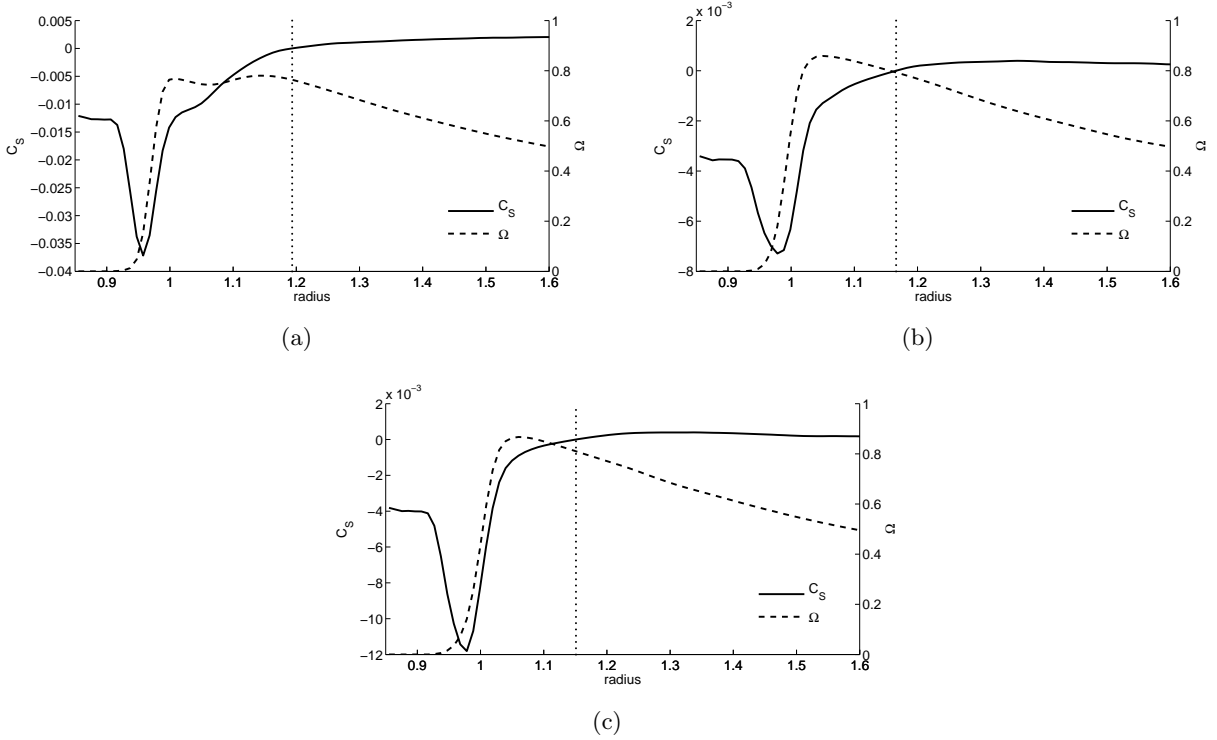 0.005
0
−0.005
−0.01
−0.015
−0.02
−0.025
−0.03
−0.035
−0.04
C_S
1
0.8
0.6
0.4
0.2
0
Ω
C_S
Ω
0.9 1 1.1 1.2 1.3 1.4 1.5 1.6
radius
(a)
x 10^−3
2
0
−2
−4
−6
−8
C_S
1
0.8
0.6
0.4
0.2
0
Ω
C_S
Ω
0.9 1 1.1 1.2 1.3 1.4 1.5 1.6
radius
(b)
x 10^−3
2
0
−2
−4
−6
−8
−10
−12
C_S
1
0.8
0.6
0.4
0.2
0
Ω
C_S
Ω
0.9 1 1.1 1.2 1.3 1.4 1.5 1.6
radius
(c)